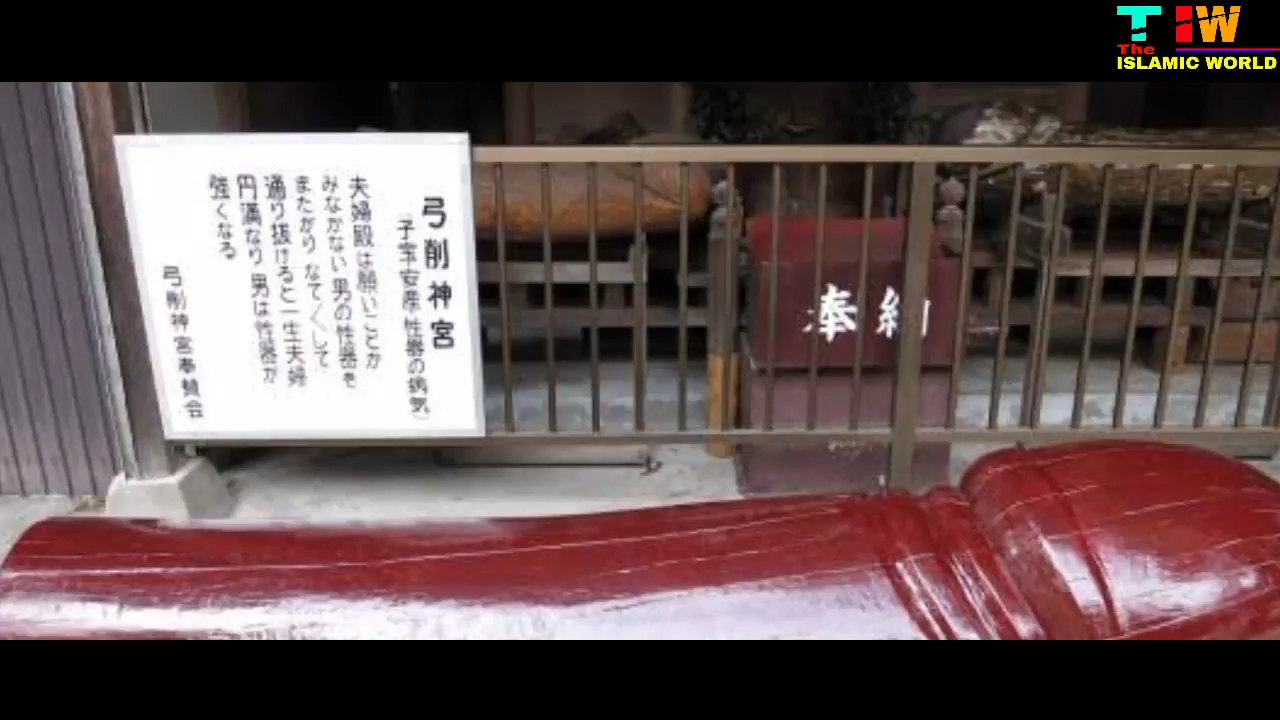 TIW
The
ISLAMIC WORLD
弓削神宮
(子宝安産性器の病気)
夫婦殿は願いごとが
みなかない男の性器を
またがり なでくして
通り抜けると一生夫婦
円満なり 男は性器が
強くなる
弓削神宮奉賛会
奉納